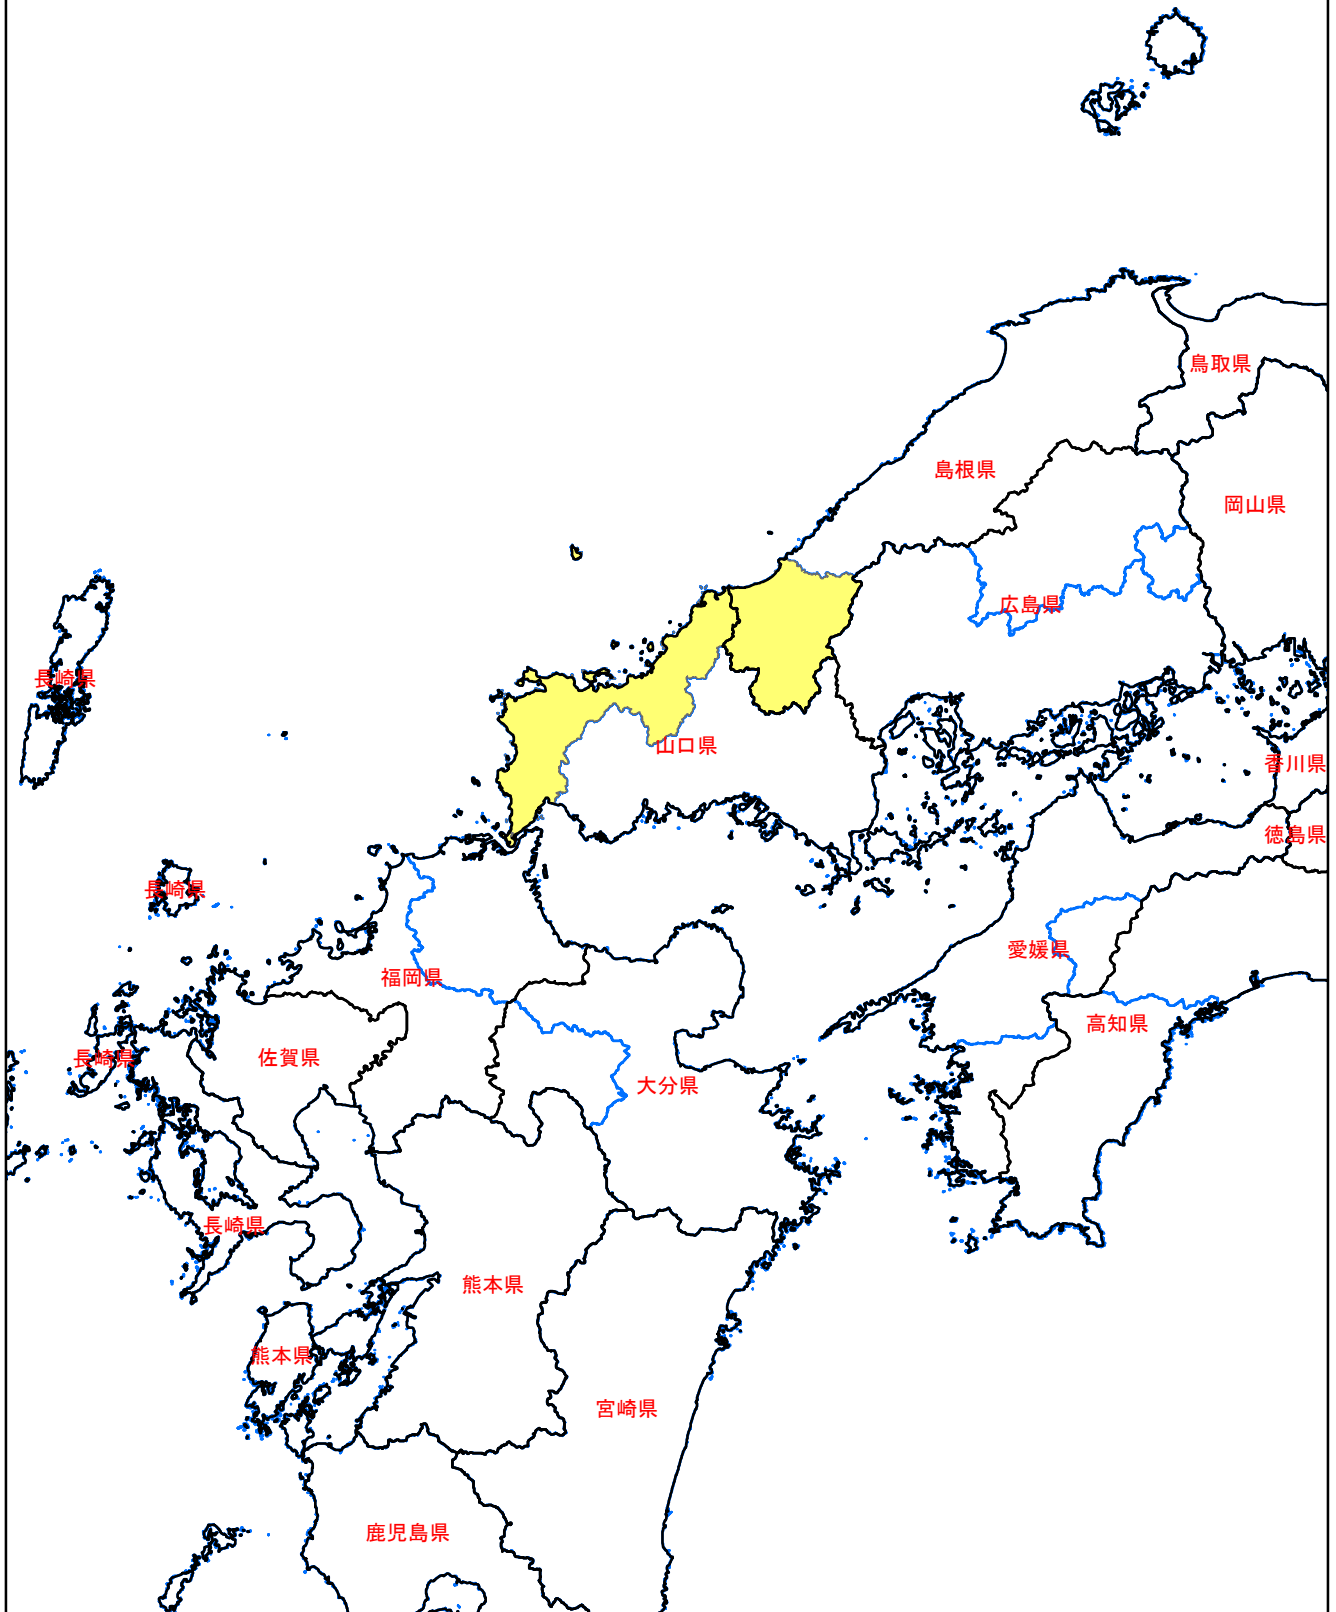 鳥取県
島根県
岡山県
広島県
長崎県
山口県
香川県
徳島県
長崎県
愛媛県
福岡県
高知県
長崎県
佐賀県
大分県
長崎県
熊本県
熊本県
宮崎県
鹿児島県